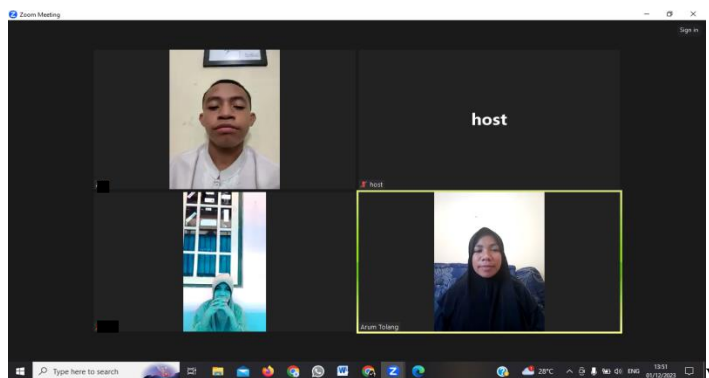 Zoom Meeting
Sign in
host
host
Arum Tolang
Type here to search
28°C
ENG
13:51
01/12/2023